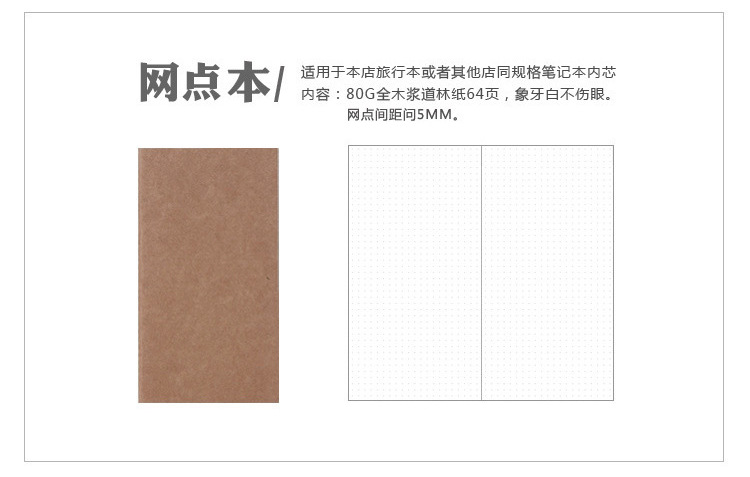 网点本/
适用于本店旅行本或者其他店同规格笔记本内芯
内容：80G全木浆道林纸64页，象牙白不伤眼。
网点间距问5MM。